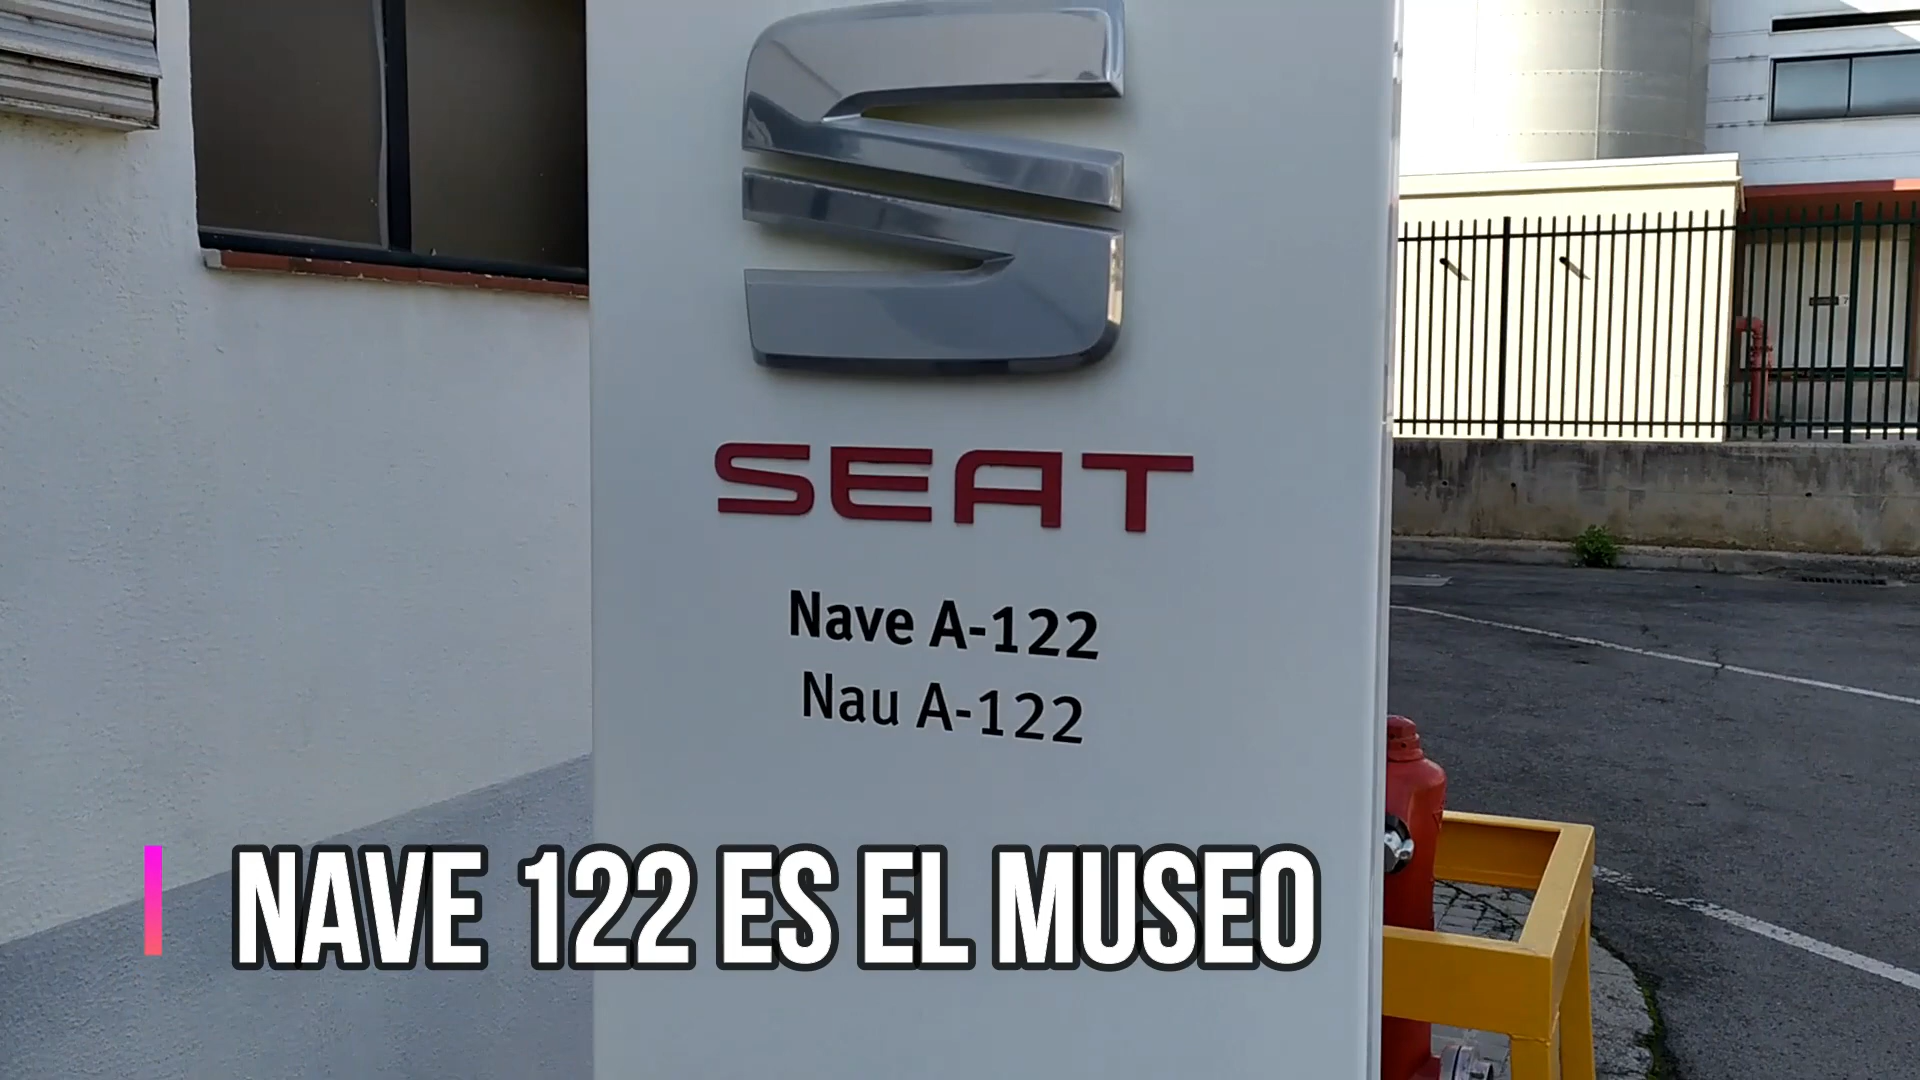 SEAT
Nave A-122
Nau A-122
NAVE 122 ES EL MUSEO